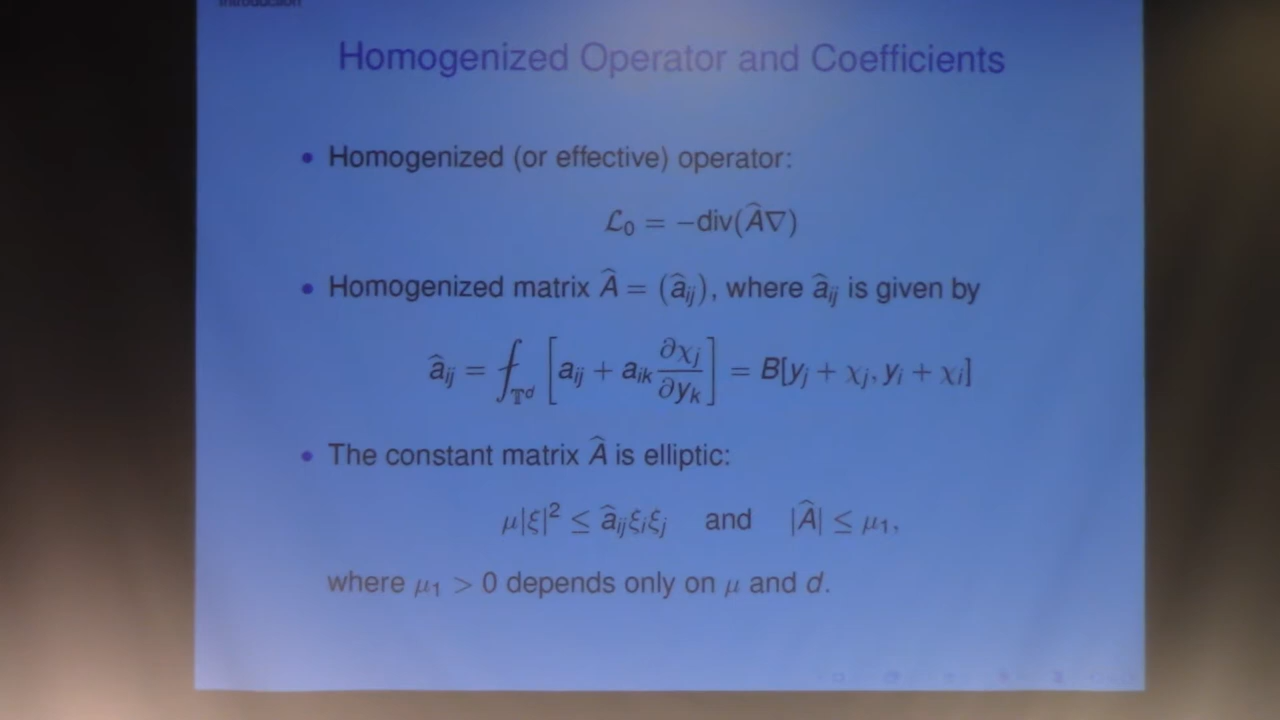 Introduction
Homogenized Operator and Coefficients
• Homogenized (or effective) operator:
ℒ₀ = −div(Â∇)
• Homogenized matrix Â = (âᵢⱼ), where âᵢⱼ is given by
âᵢⱼ = ⨍_{𝕋ᵈ} [aᵢⱼ + aᵢₖ ∂χⱼ/∂yₖ] = B[yⱼ + χⱼ, yᵢ + χᵢ]
• The constant matrix Â is elliptic:
μ|ξ|² ≤ âᵢⱼξᵢξⱼ and |Â| ≤ μ₁,
where μ₁ > 0 depends only on μ and d.